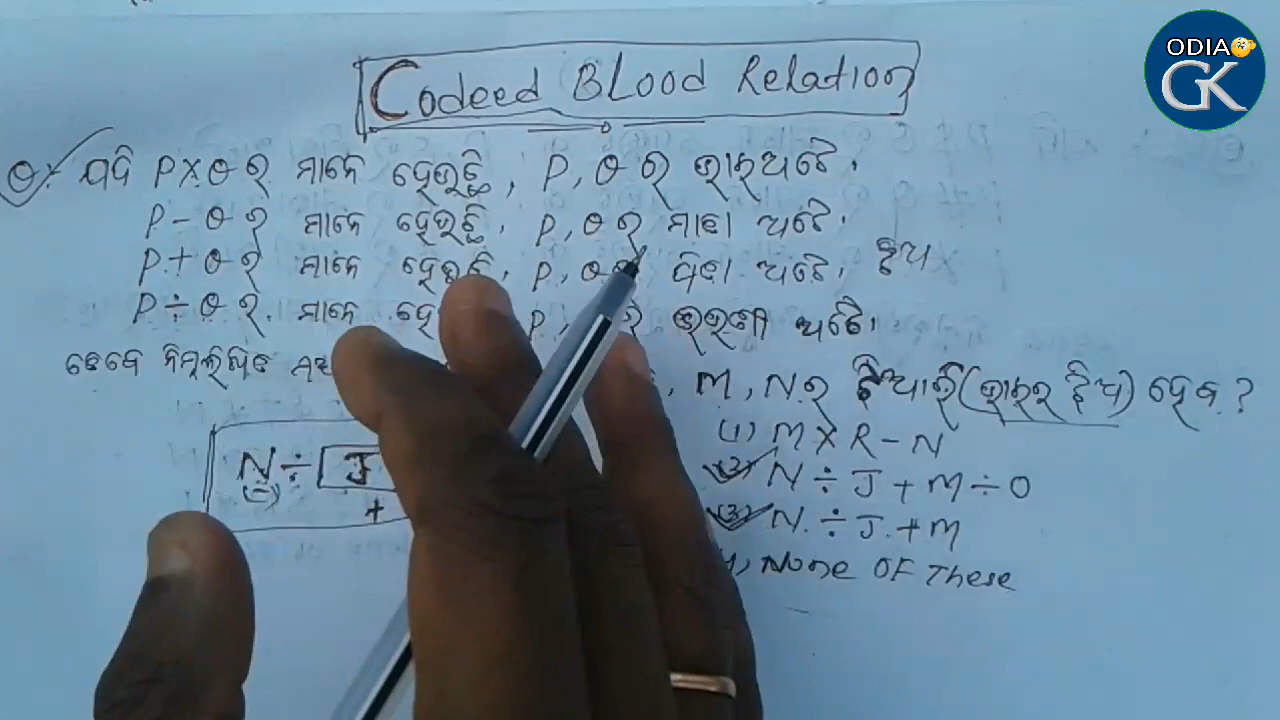 Codeed Blood Relation
ODIA
GK
Q. ଯଦି P×Q ର ମାନେ ହେଉଛି, P, Q ର ଭାଇ ଅଟେ।
P - Q ର ମାନେ ହେଉଛି, P, Q ର ମାଆ ଅଟେ।
P + Q ର ମାନେ ହେଉଛି, P, Q ର ପିତା ଅଟେ, ଝିଅ
P ÷ Q ର ମାନେ P, ର ଭଉଣୀ ଅଟେ।
ତେବେ ନିମ୍ନଲିଖିତ M, N ର ଝିଆରି (ଭାଇର ଝିଅ) ହେବ?
(1) M × R - N
(2) N ÷ J + M ÷ O
(3) N ÷ J + M
None OF These
N ÷ J
(-) +